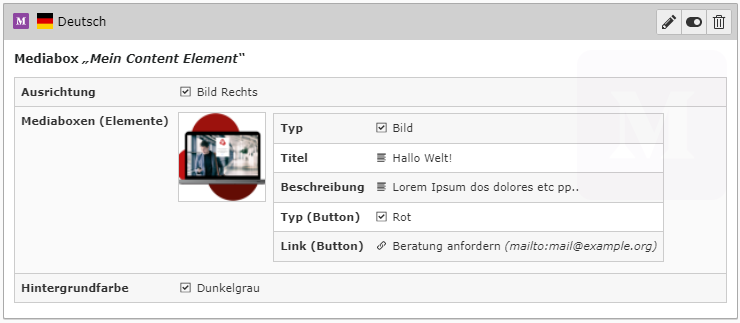 M Deutsch
Mediabox „Mein Content Element“
Ausrichtung Bild Rechts
Mediaboxen (Elemente)
Typ Bild
Titel Hallo Welt!
Beschreibung Lorem Ipsum dos dolores etc pp..
Typ (Button) Rot
Link (Button) Beratung anfordern (mailto:mail@example.org)
Hintergrundfarbe Dunkelgrau
M